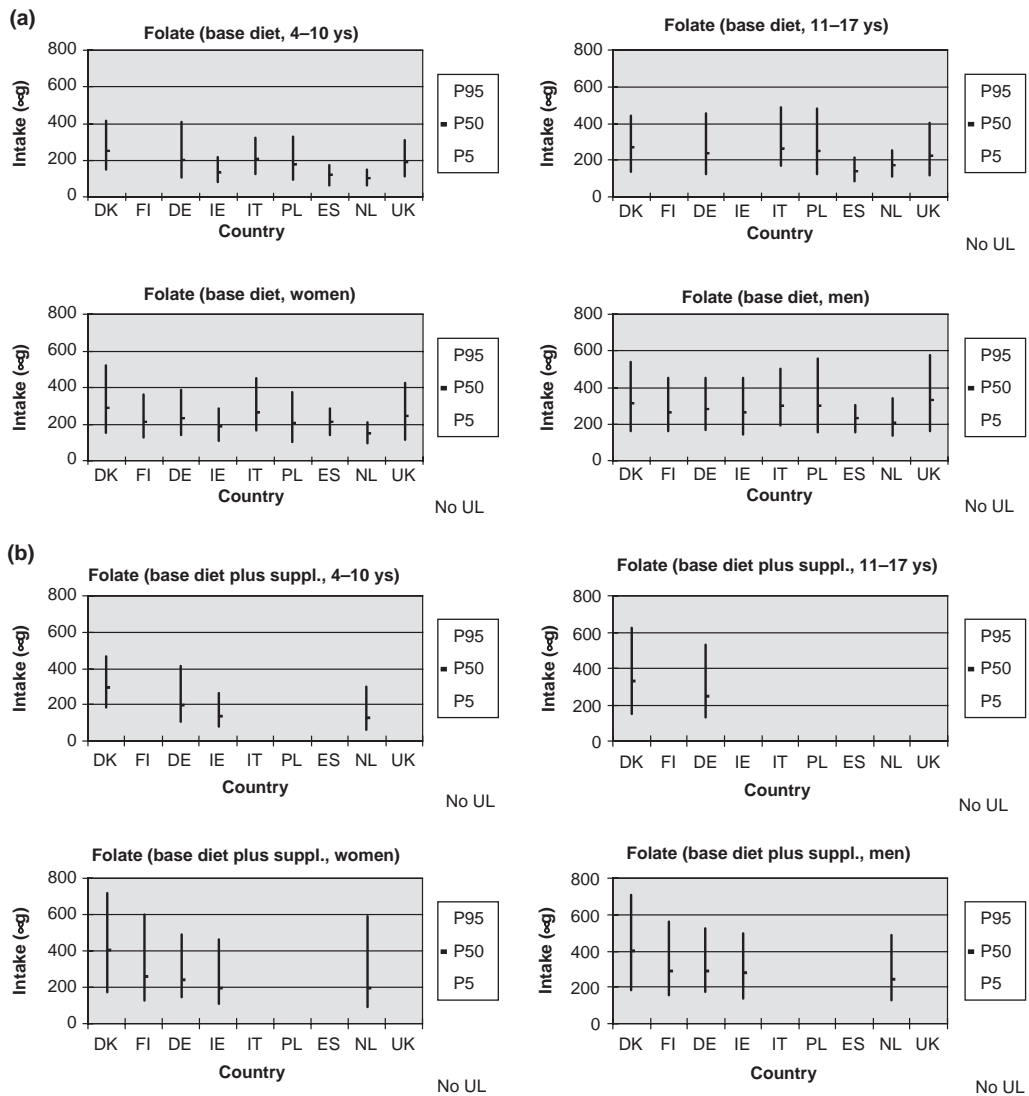 (a)
Folate (base diet, 4–10 ys)
800
600
400
200
0
Intake (∝g)
DK FI DE IE IT PL ES NL UK
Country
P95
P50
P5
Folate (base diet, 11–17 ys)
800
600
400
200
0
Intake (∝g)
DK FI DE IE IT PL ES NL UK
Country
P95
P50
P5
No UL
Folate (base diet, women)
800
600
400
200
0
Intake (∝g)
DK FI DE IE IT PL ES NL UK
Country
P95
P50
P5
No UL
Folate (base diet, men)
800
600
400
200
0
Intake (∝g)
DK FI DE IE IT PL ES NL UK
Country
P95
P50
P5
No UL
(b)
Folate (base diet plus suppl., 4–10 ys)
800
600
400
200
0
Intake (∝g)
DK FI DE IE IT PL ES NL UK
Country
P95
P50
P5
No UL
Folate (base diet plus suppl., 11–17 ys)
800
600
400
200
0
Intake (∝g)
DK FI DE IE IT PL ES NL UK
Country
P95
P50
P5
No UL
Folate (base diet plus suppl., women)
800
600
400
200
0
Intake (∝g)
DK FI DE IE IT PL ES NL UK
Country
P95
P50
P5
No UL
Folate (base diet plus suppl., men)
800
600
400
200
0
Intake (∝g)
DK FI DE IE IT PL ES NL UK
Country
P95
P50
P5
No UL